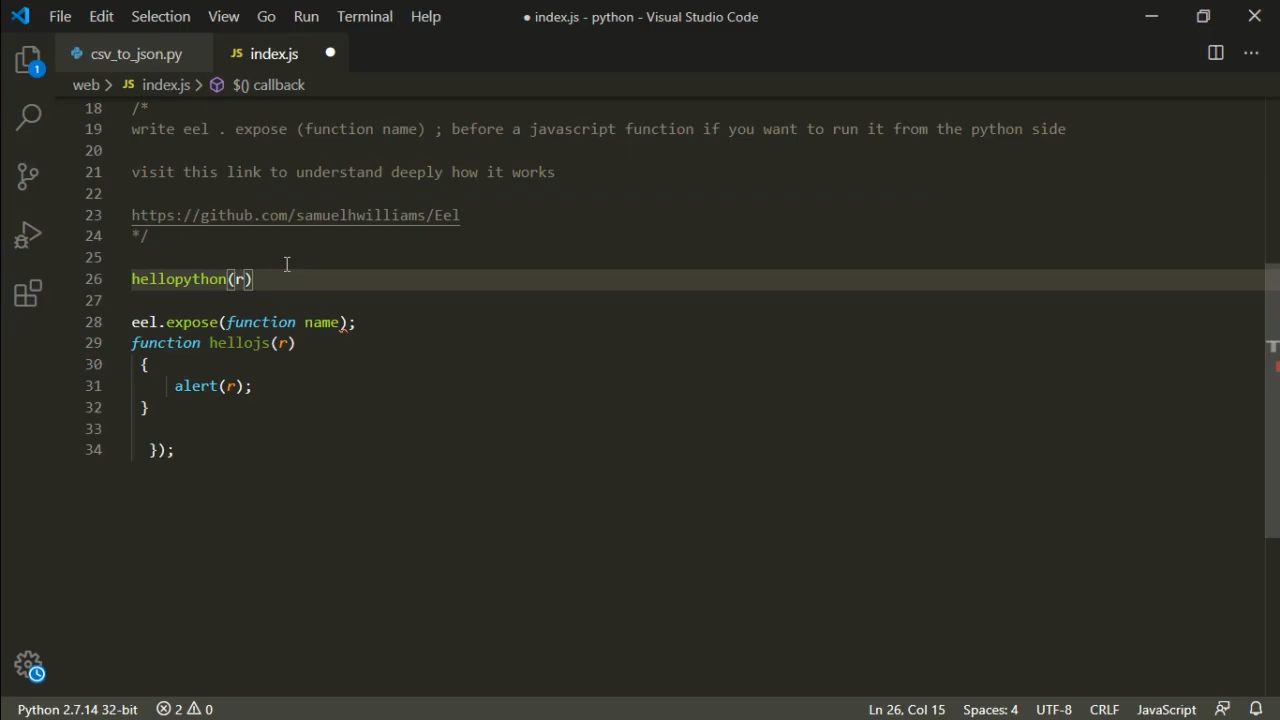 File Edit Selection View Go Run Terminal Help ● index.js - python - Visual Studio Code
csv_to_json.py JS index.js
web > JS index.js > $() callback
18 /*
19 write eel . expose (function name) ; before a javascript function if you want to run it from the python side
20
21 visit this link to understand deeply how it works
22
23 https://github.com/samuelhwilliams/Eel
24 */
25
26 hellopython(r)
27
28 eel.expose(function name);
29 function hellojs(r)
30 {
31 alert(r);
32 }
33
34 });
1
Python 2.7.14 32-bit 2 0 Ln 26, Col 15 Spaces: 4 UTF-8 CRLF JavaScript